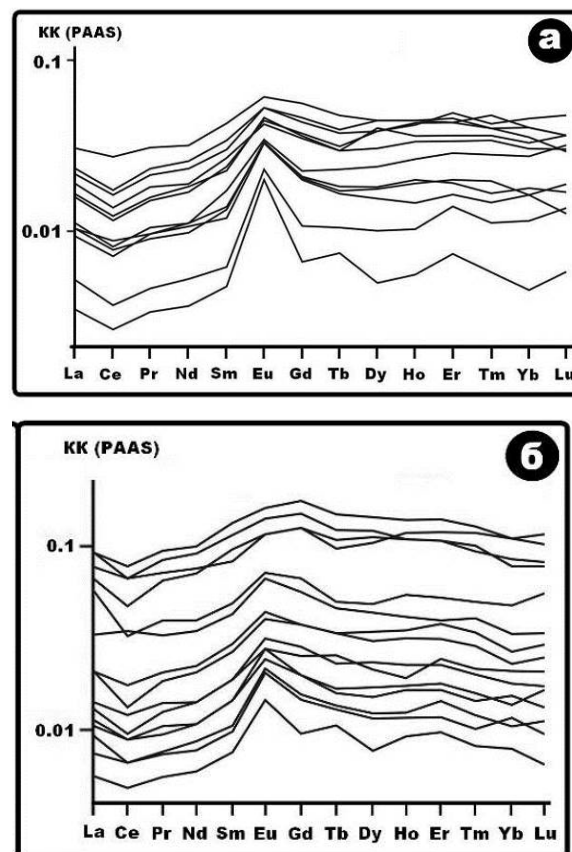 КК (PAAS)
а
0.1
0.01
La Ce Pr Nd Sm Eu Gd Tb Dy Ho Er Tm Yb Lu
КК (PAAS)
б
0.1
0.01
La Ce Pr Nd Sm Eu Gd Tb Dy Ho Er Tm Yb Lu